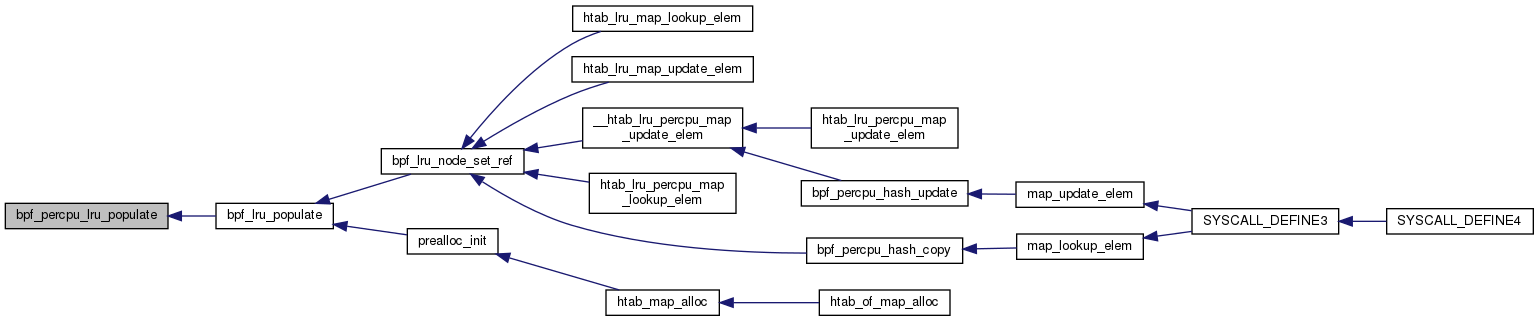 htab_lru_map_lookup_elem
htab_lru_map_update_elem
__htab_lru_percpu_map
_update_elem
htab_lru_percpu_map
_update_elem
bpf_lru_node_set_ref
htab_lru_percpu_map
_lookup_elem
bpf_percpu_hash_update
map_update_elem
bpf_percpu_lru_populate
bpf_lru_populate
SYSCALL_DEFINE3
SYSCALL_DEFINE4
prealloc_init
bpf_percpu_hash_copy
map_lookup_elem
htab_map_alloc
htab_of_map_alloc